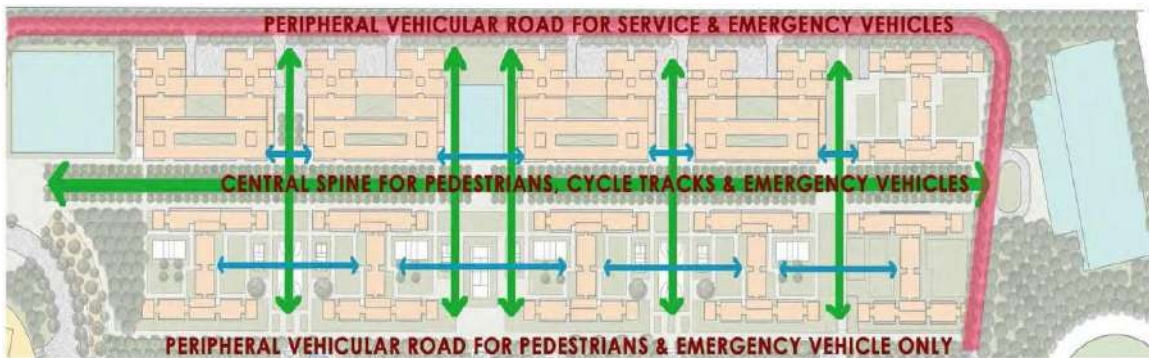 PERIPHERAL VEHICULAR ROAD FOR SERVICE & EMERGENCY VEHICLES
CENTRAL SPINE FOR PEDESTRIANS, CYCLE TRACKS & EMERGENCY VEHICLES
PERIPHERAL VEHICULAR ROAD FOR PEDESTRIANS & EMERGENCY VEHICLE ONLY